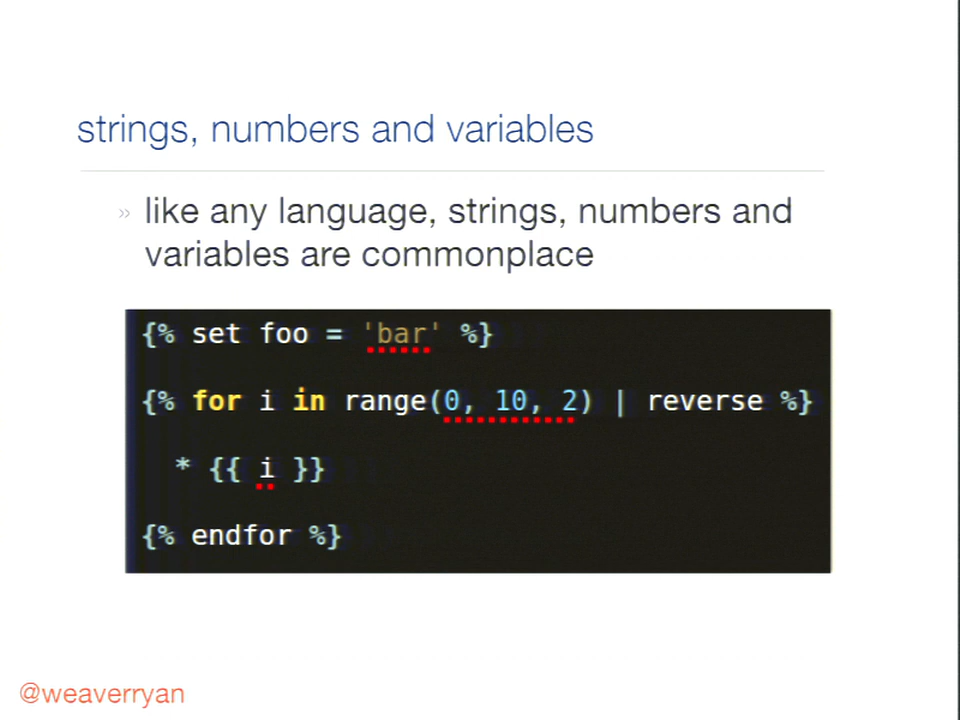 strings, numbers and variables
» like any language, strings, numbers and
variables are commonplace
{% set foo = 'bar' %}
{% for i in range(0, 10, 2) | reverse %}
* {{ i }}
{% endfor %}
@weaverryan